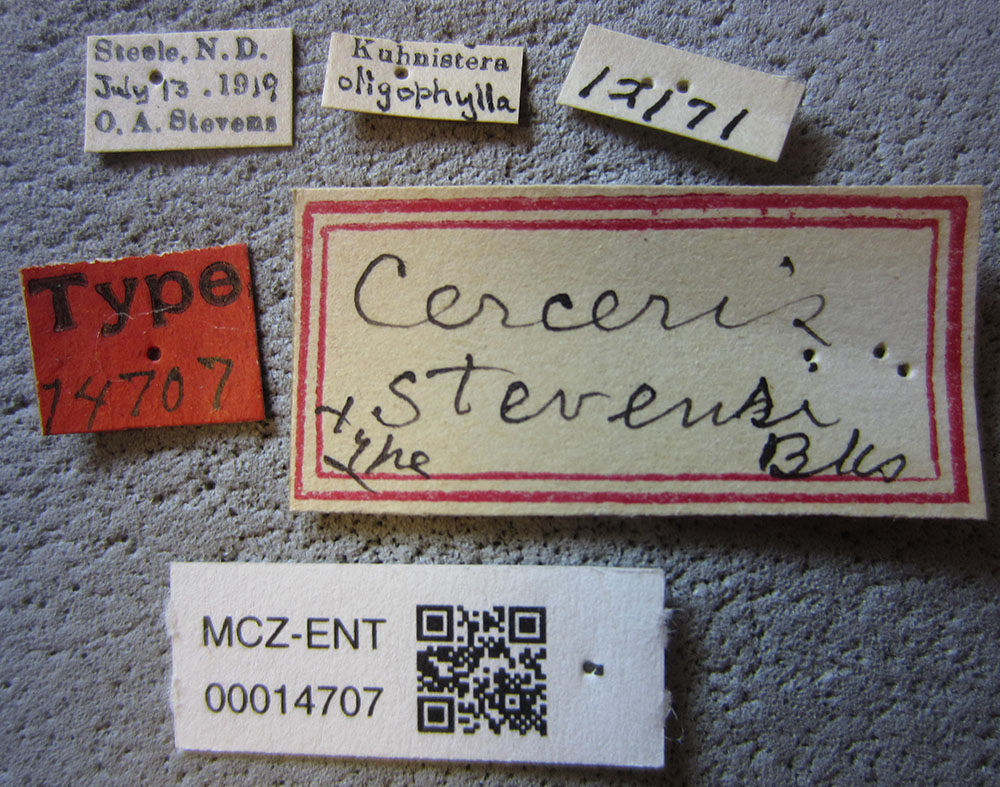 Steele, N.D.
July 13. 1919
O. A. Stevens
Kuhnistera
oligophylla
12171
Type
14707
Cerceris
stevensi
type Bks
MCZ-ENT
00014707